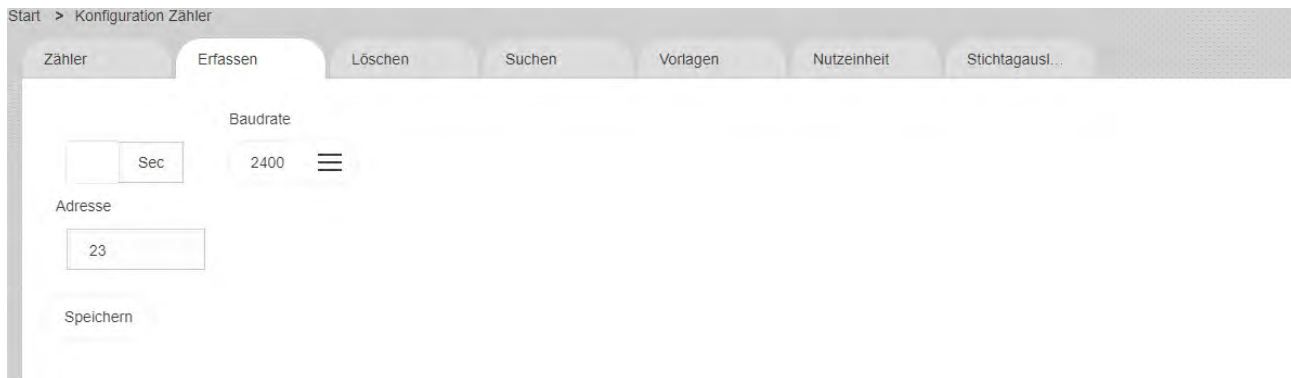 Start > Konfiguration Zähler
Zähler Erfassen Löschen Suchen Vorlagen Nutzeinheit Stichtagausl...
Baudrate
Sec 2400
Adresse
23
Speichern